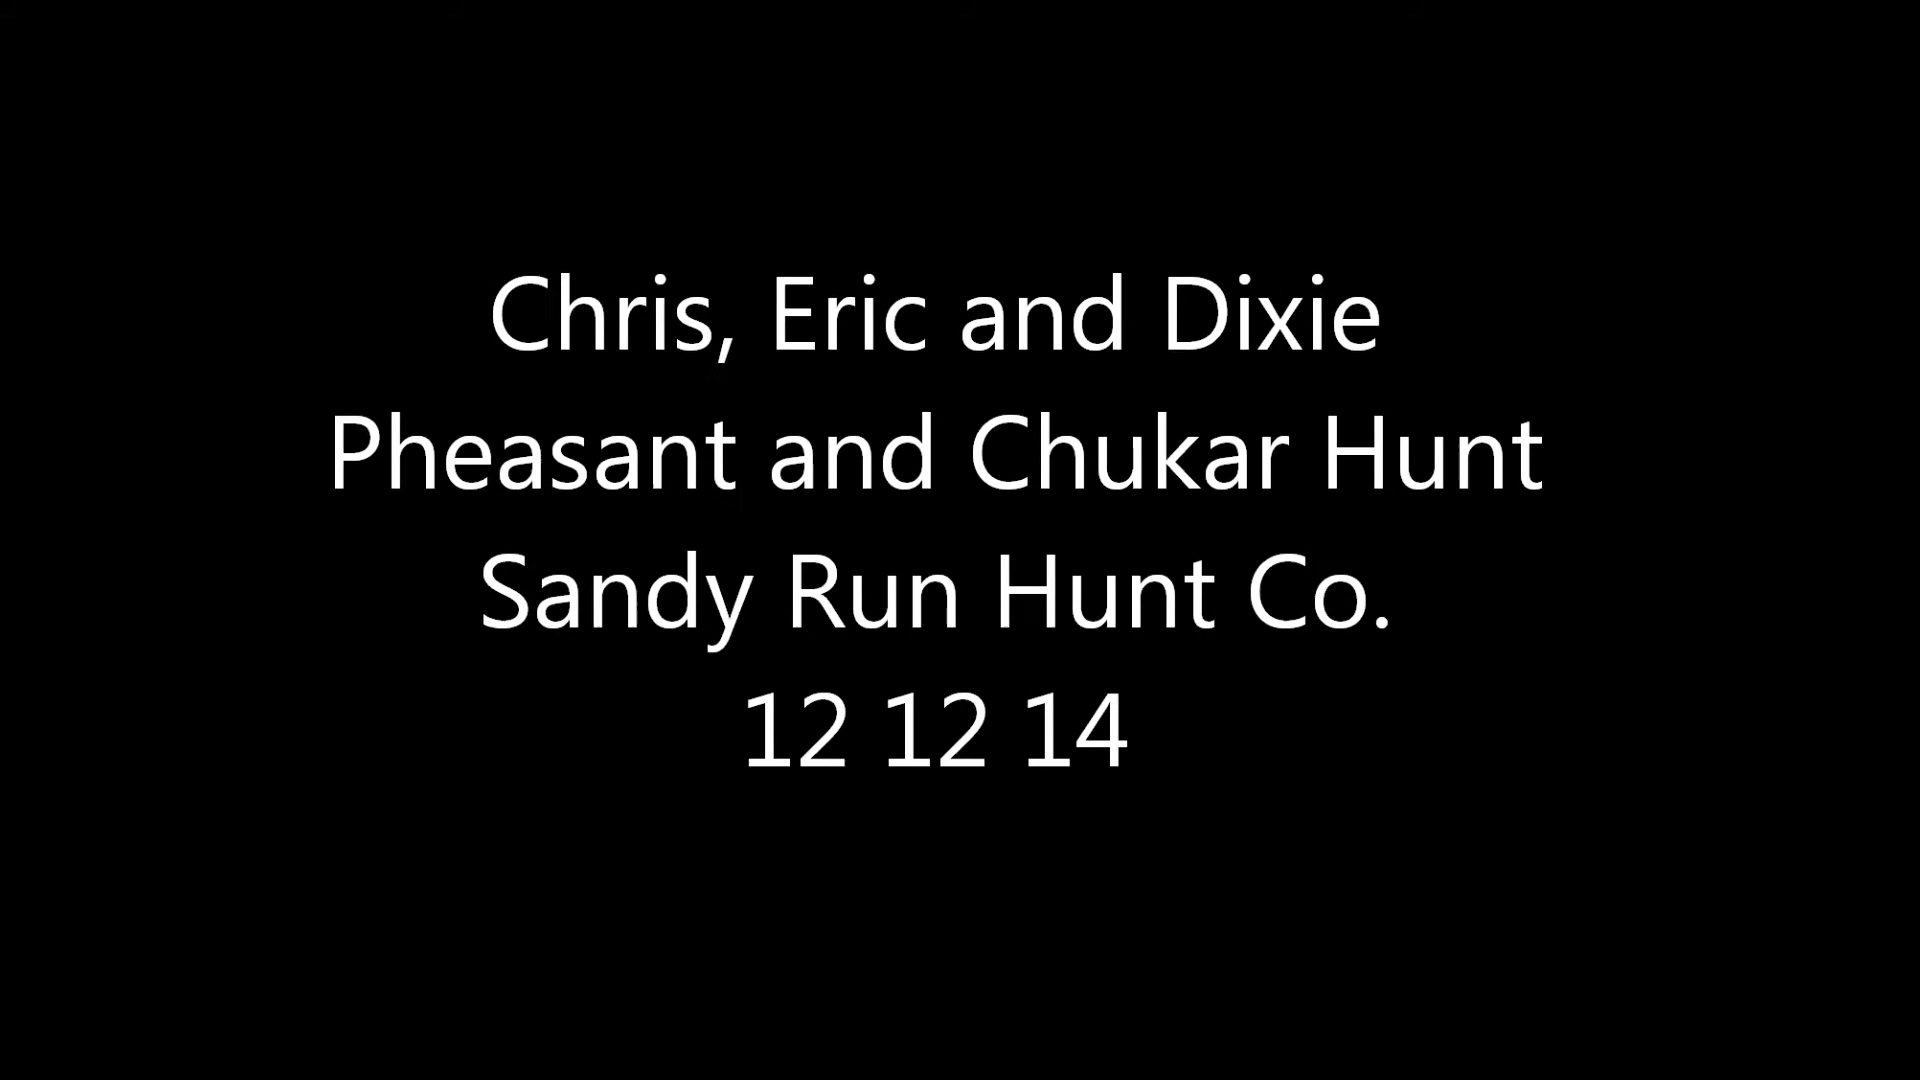 Chris, Eric and Dixie
Pheasant and Chukar Hunt
Sandy Run Hunt Co.
12 12 14